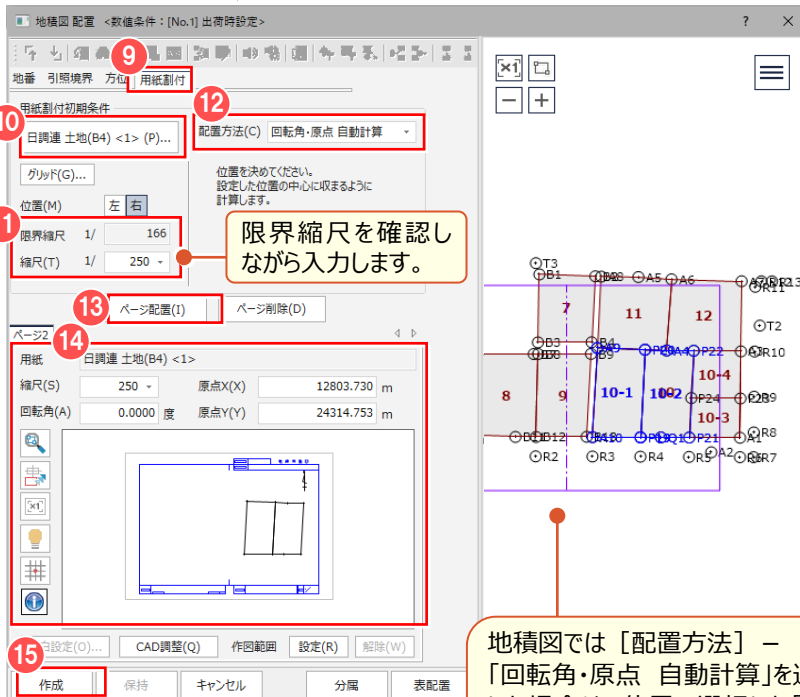 地積図 配置 <数値条件：[No.1] 出荷時設定>
? ×
9
地番 引照境界 方位 用紙割付
用紙割付初期条件
12
10
日調連 土地(B4) <1> (P)...
配置方法(C) 回転角・原点 自動計算
グリッド(G)...
位置を決めてください。
設定した位置の中心に収まるように
計算します。
位置(M) 左 右
限界縮尺 1/ 166
縮尺(T) 1/ 250
限界縮尺を確認し
ながら入力します。
13
ページ配置(I) ページ削除(D)
ページ2
14
用紙 日調連 土地(B4) <1>
縮尺(S) 250 原点X(X) 12803.730 m
回転角(A) 0.0000 度 原点Y(Y) 24314.753 m
CAD調整(Q) 作図範囲 設定(R) 解除(W)
15
作成 保持 キャンセル 分属 表配置
T3
B1 A5 A6
7 11 12
T2
B3 B4 A9 A4 P22 A3 R10
8 9 10-1 10-2 10-4
P24
10-3
R8
B12 P21 A1
A2
R2 R3 R4 R5 R7
地積図では［配置方法］－
「回転角・原点 自動計算」を